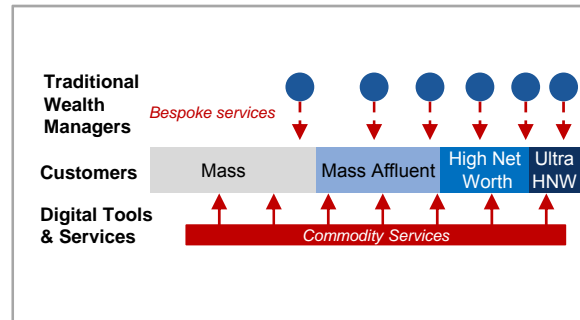 Traditional
Wealth
Managers
Bespoke services
Customers
Mass
Mass Affluent
High Net
Worth
Ultra
HNW
Digital Tools
& Services
Commodity Services